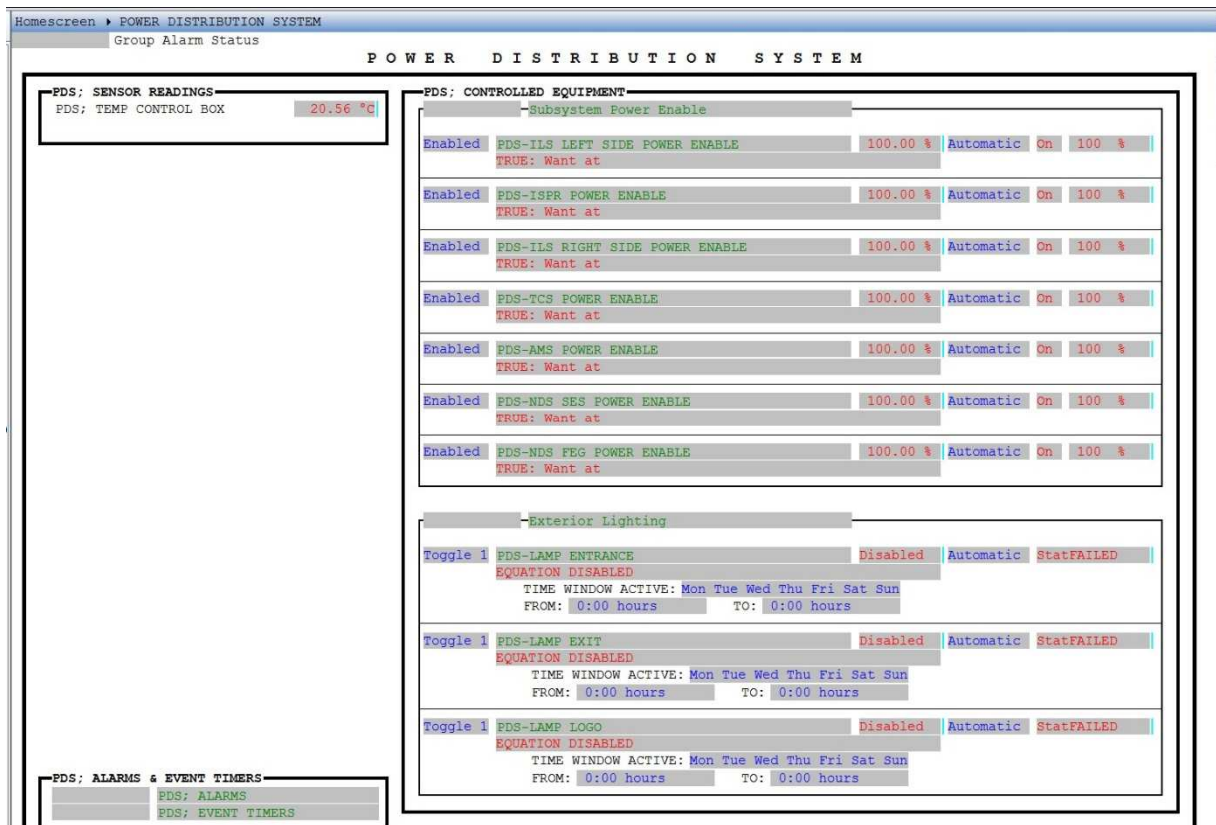 Homescreen ▸ POWER DISTRIBUTION SYSTEM
Group Alarm Status
POWER DISTRIBUTION SYSTEM
PDS; SENSOR READINGS
PDS; TEMP CONTROL BOX 20.56 °C
PDS; CONTROLLED EQUIPMENT
Subsystem Power Enable
Enabled PDS-ILS LEFT SIDE POWER ENABLE 100.00 % Automatic On 100 %
TRUE: Want at
Enabled PDS-ISPR POWER ENABLE 100.00 % Automatic On 100 %
TRUE: Want at
Enabled PDS-ILS RIGHT SIDE POWER ENABLE 100.00 % Automatic On 100 %
TRUE: Want at
Enabled PDS-TCS POWER ENABLE 100.00 % Automatic On 100 %
TRUE: Want at
Enabled PDS-AMS POWER ENABLE 100.00 % Automatic On 100 %
TRUE: Want at
Enabled PDS-NDS SES POWER ENABLE 100.00 % Automatic On 100 %
TRUE: Want at
Enabled PDS-NDS FEG POWER ENABLE 100.00 % Automatic On 100 %
TRUE: Want at
Exterior Lighting
Toggle 1 PDS-LAMP ENTRANCE Disabled Automatic StatFAILED
EQUATION DISABLED
TIME WINDOW ACTIVE: Mon Tue Wed Thu Fri Sat Sun
FROM: 0:00 hours TO: 0:00 hours
Toggle 1 PDS-LAMP EXIT Disabled Automatic StatFAILED
EQUATION DISABLED
TIME WINDOW ACTIVE: Mon Tue Wed Thu Fri Sat Sun
FROM: 0:00 hours TO: 0:00 hours
Toggle 1 PDS-LAMP LOGO Disabled Automatic StatFAILED
EQUATION DISABLED
TIME WINDOW ACTIVE: Mon Tue Wed Thu Fri Sat Sun
FROM: 0:00 hours TO: 0:00 hours
PDS; ALARMS & EVENT TIMERS
PDS; ALARMS
PDS; EVENT TIMERS